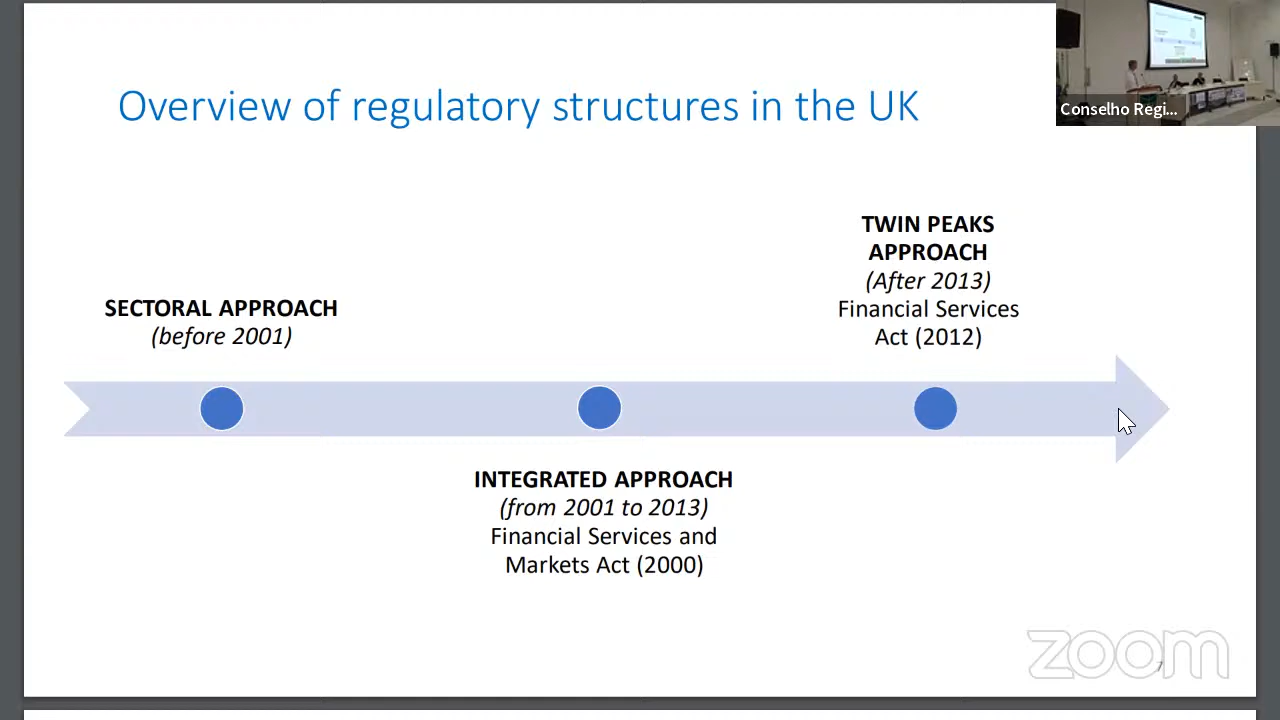 Overview of regulatory structures in the UK
Conselho Regi...
SECTORAL APPROACH
(before 2001)
TWIN PEAKS
APPROACH
(After 2013)
Financial Services
Act (2012)
INTEGRATED APPROACH
(from 2001 to 2013)
Financial Services and
Markets Act (2000)
zoom
7